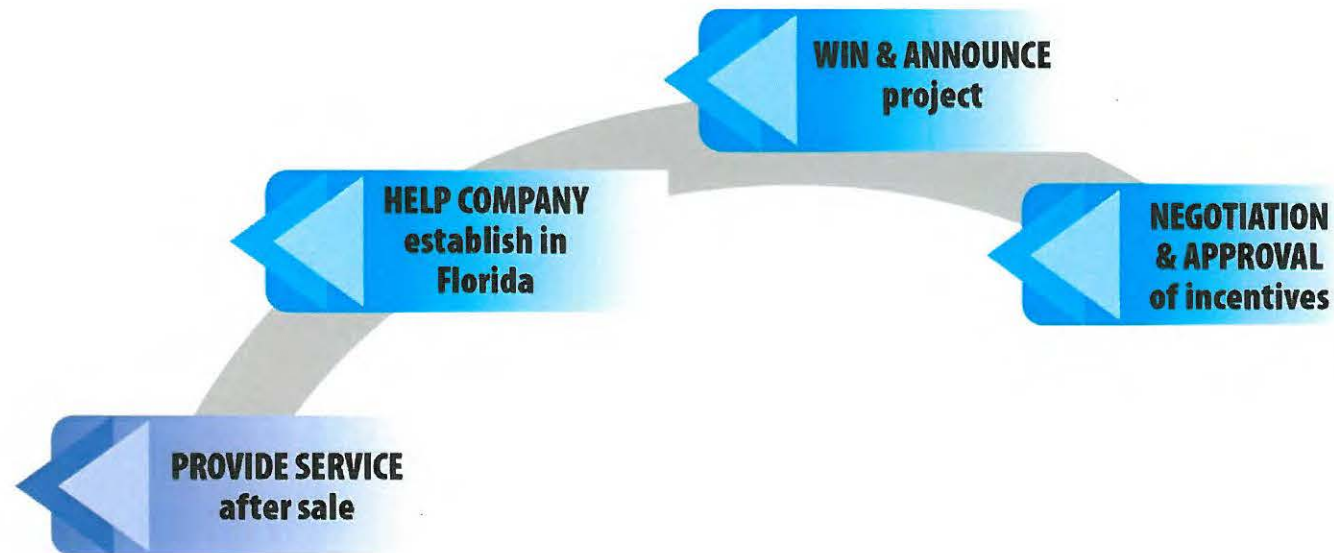 WIN & ANNOUNCE
project
HELP COMPANY
establish in
Florida
NEGOTIATION
& APPROVAL
of incentives
PROVIDE SERVICE
after sale